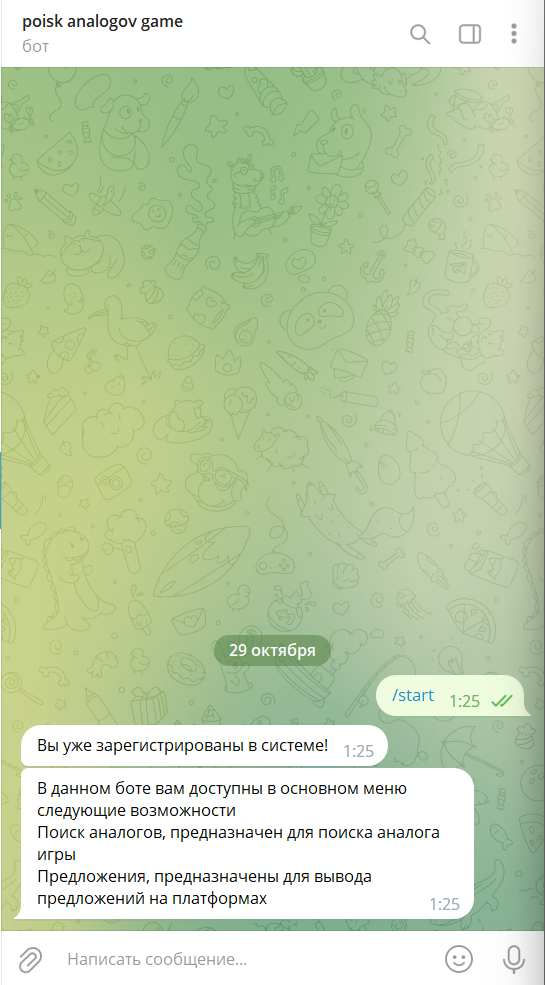 poisk analogov game
бот
29 октября
/start 1:25
Вы уже зарегистрированы в системе! 1:25
В данном боте вам доступны в основном меню
следующие возможности
Поиск аналогов, предназначен для поиска аналога
игры
Предложения, предназначены для вывода
предложений на платформах 1:25
Написать сообщение...